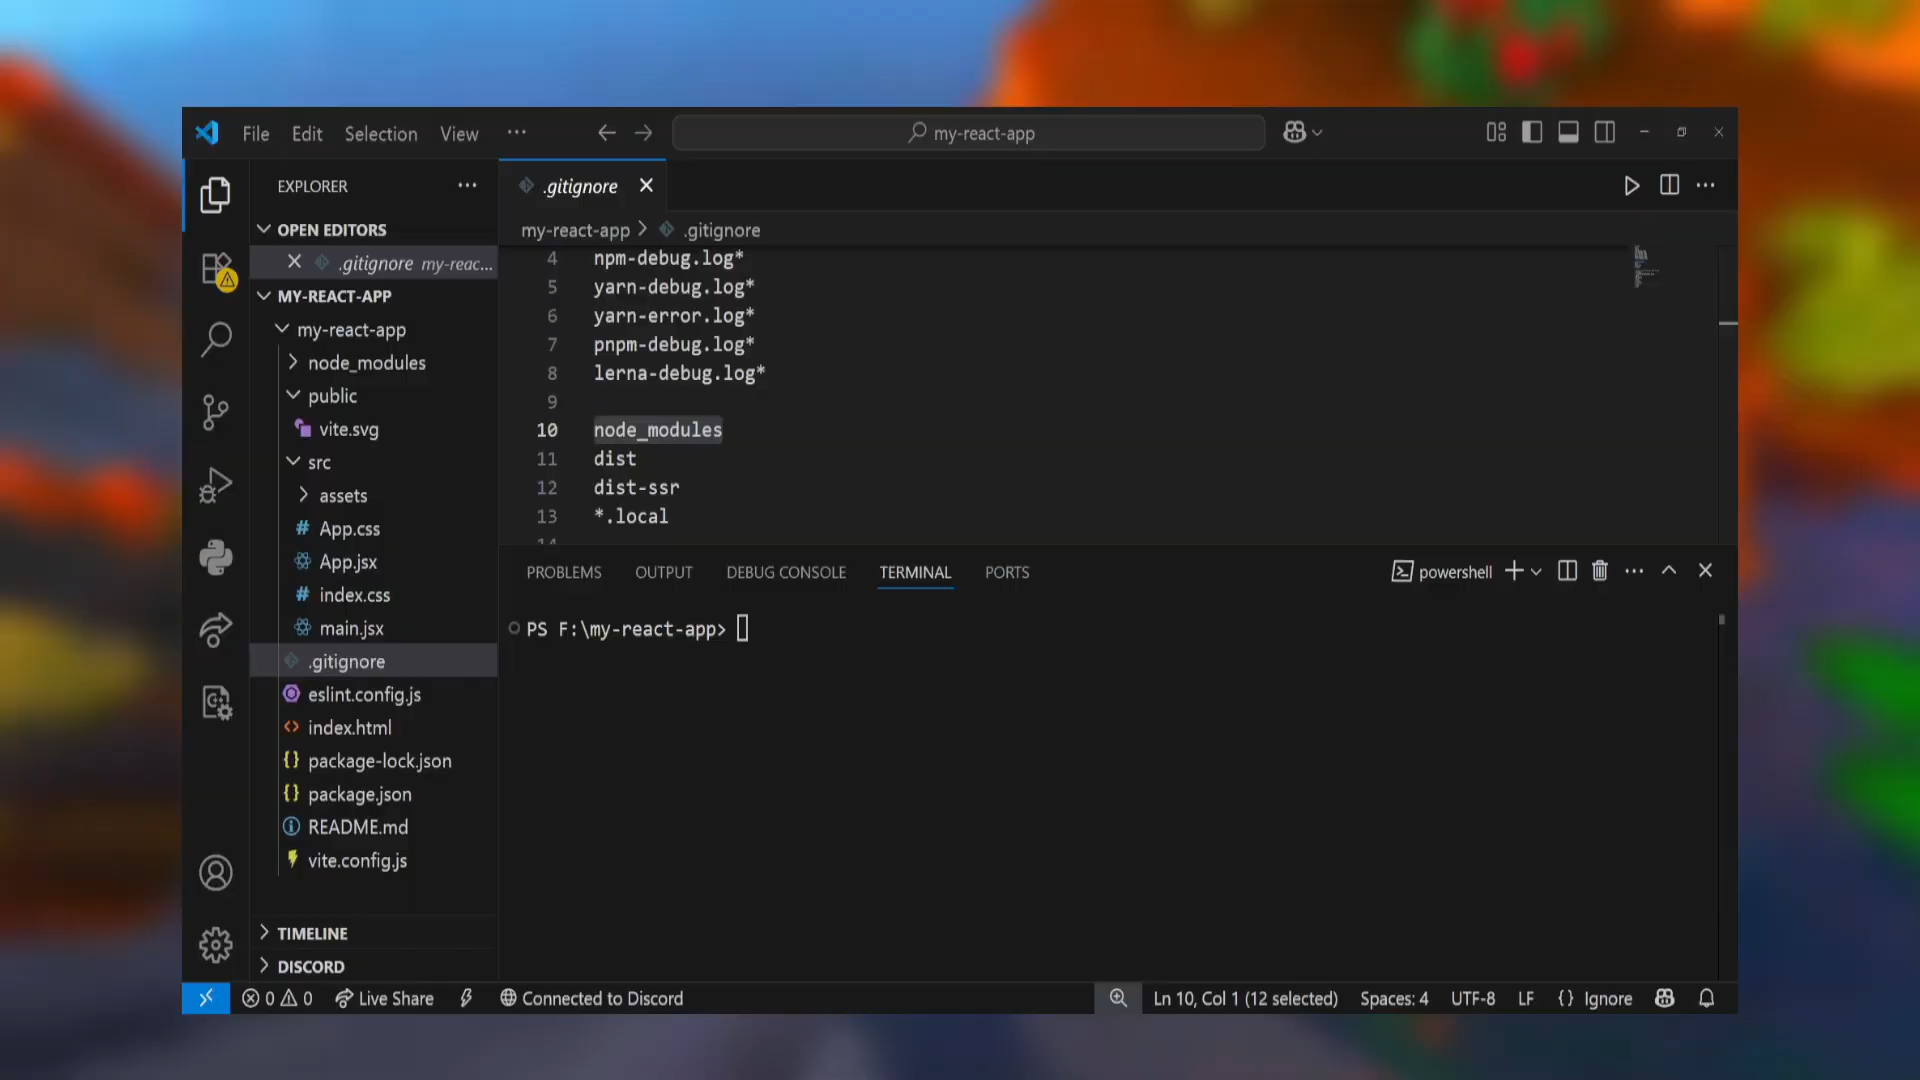 File Edit Selection View ···
my-react-app
EXPLORER ···
OPEN EDITORS
.gitignore my-reac...
MY-REACT-APP
my-react-app
node_modules
public
vite.svg
src
assets
App.css
App.jsx
index.css
main.jsx
.gitignore
eslint.config.js
index.html
package-lock.json
package.json
README.md
vite.config.js
TIMELINE
DISCORD
.gitignore
my-react-app > .gitignore
4 npm-debug.log*
5 yarn-debug.log*
6 yarn-error.log*
7 pnpm-debug.log*
8 lerna-debug.log*
9
10 node_modules
11 dist
12 dist-ssr
13 *.local
14
PROBLEMS OUTPUT DEBUG CONSOLE TERMINAL PORTS
powershell
PS F:\my-react-app>
0 0 Live Share Connected to Discord
Ln 10, Col 1 (12 selected) Spaces: 4 UTF-8 LF {} Ignore